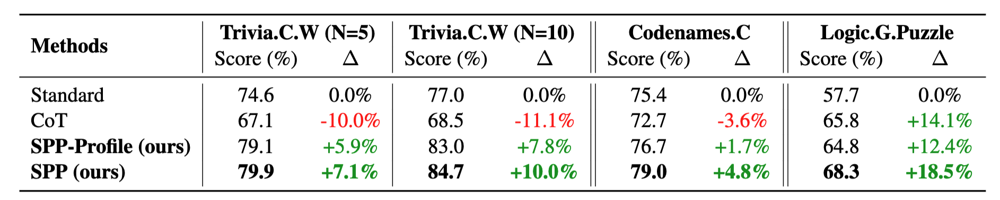 Methods Trivia.C.W (N=5) Trivia.C.W (N=10) Codenames.C Logic.G.Puzzle
Score (%) Δ Score (%) Δ Score (%) Δ Score (%) Δ
Standard 74.6 0.0% 77.0 0.0% 75.4 0.0% 57.7 0.0%
CoT 67.1 -10.0% 68.5 -11.1% 72.7 -3.6% 65.8 +14.1%
SPP-Profile (ours) 79.1 +5.9% 83.0 +7.8% 76.7 +1.7% 64.8 +12.4%
SPP (ours) 79.9 +7.1% 84.7 +10.0% 79.0 +4.8% 68.3 +18.5%